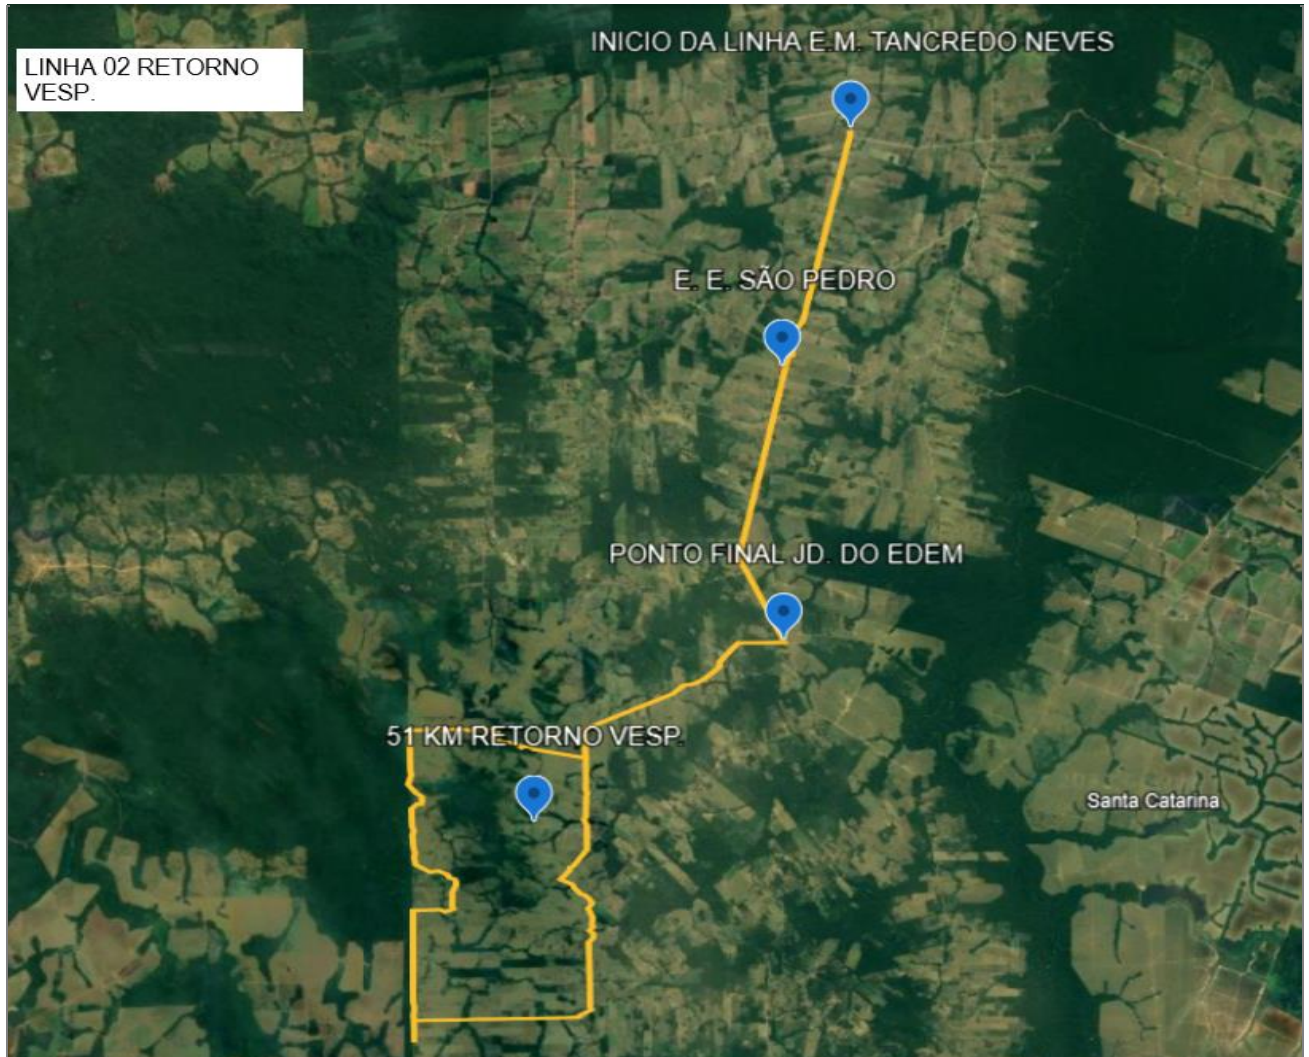 INICIO DA LINHA E.M. TANCREDO NEVES
LINHA 02 RETORNO
VESP.
E. E. SÃO PEDRO
PONTO FINAL JD. DO EDEM
51 KM RETORNO VESP.
Santa Catarina